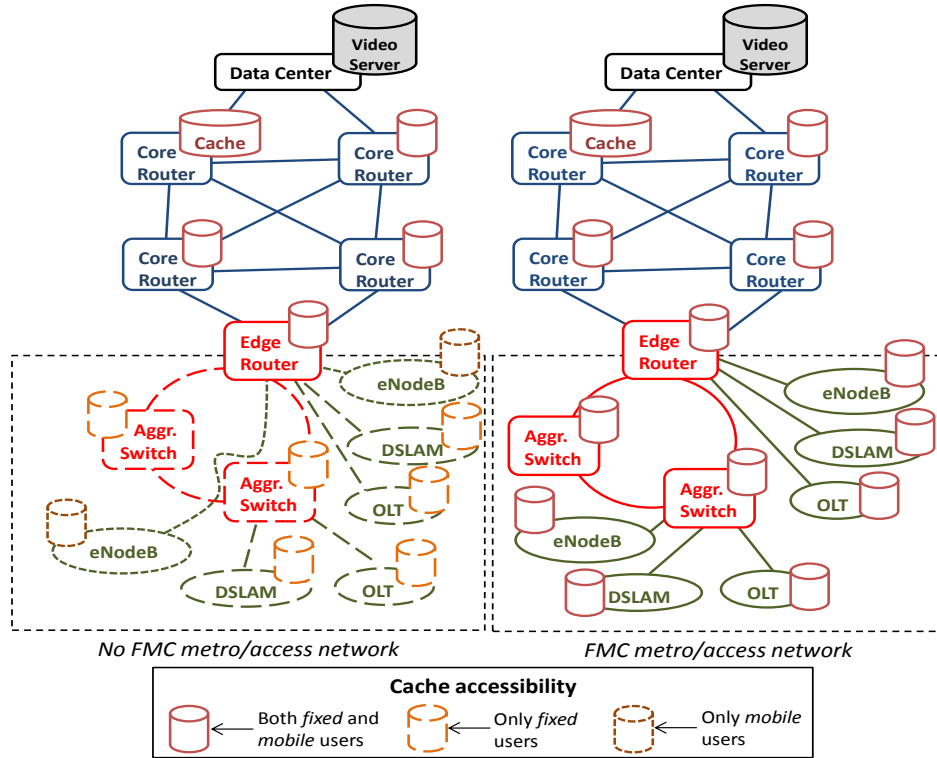 Video
Server
Data Center
Cache
Core
Router
Core
Router
Core
Router
Core
Router
Edge
Router
eNodeB
Aggr.
Switch
DSLAM
Aggr.
Switch
OLT
eNodeB
DSLAM
OLT
No FMC metro/access network
Video
Server
Data Center
Cache
Core
Router
Core
Router
Core
Router
Core
Router
Edge
Router
eNodeB
Aggr.
Switch
DSLAM
Aggr.
Switch
OLT
eNodeB
DSLAM
OLT
FMC metro/access network
Cache accessibility
Both fixed and
mobile users
Only fixed
users
Only mobile
users